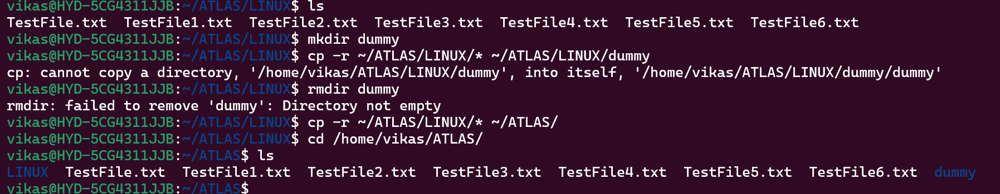 vikas@HYD-5CG4311JJB:~/ATLAS/LINUX$ ls
TestFile.txt  TestFile1.txt  TestFile2.txt  TestFile3.txt  TestFile4.txt  TestFile5.txt  TestFile6.txt
vikas@HYD-5CG4311JJB:~/ATLAS/LINUX$ mkdir dummy
vikas@HYD-5CG4311JJB:~/ATLAS/LINUX$ cp -r ~/ATLAS/LINUX/* ~/ATLAS/LINUX/dummy
cp: cannot copy a directory, '/home/vikas/ATLAS/LINUX/dummy', into itself, '/home/vikas/ATLAS/LINUX/dummy/dummy'
vikas@HYD-5CG4311JJB:~/ATLAS/LINUX$ rmdir dummy
rmdir: failed to remove 'dummy': Directory not empty
vikas@HYD-5CG4311JJB:~/ATLAS/LINUX$ cp -r ~/ATLAS/LINUX/* ~/ATLAS/
vikas@HYD-5CG4311JJB:~/ATLAS/LINUX$ cd /home/vikas/ATLAS/
vikas@HYD-5CG4311JJB:~/ATLAS$ ls
LINUX  TestFile.txt  TestFile1.txt  TestFile2.txt  TestFile3.txt  TestFile4.txt  TestFile5.txt  TestFile6.txt  dummy
vikas@HYD-5CG4311JJB:~/ATLAS$